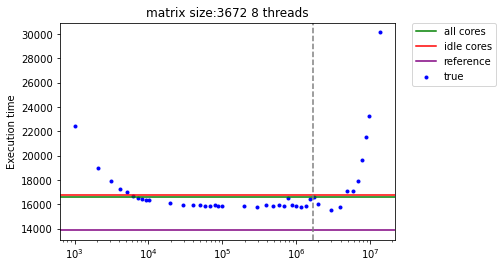 matrix size:3672 8 threads
Execution time
30000
28000
26000
24000
22000
20000
18000
16000
14000
10³
10⁴
10⁵
10⁶
10⁷
all cores
idle cores
reference
true